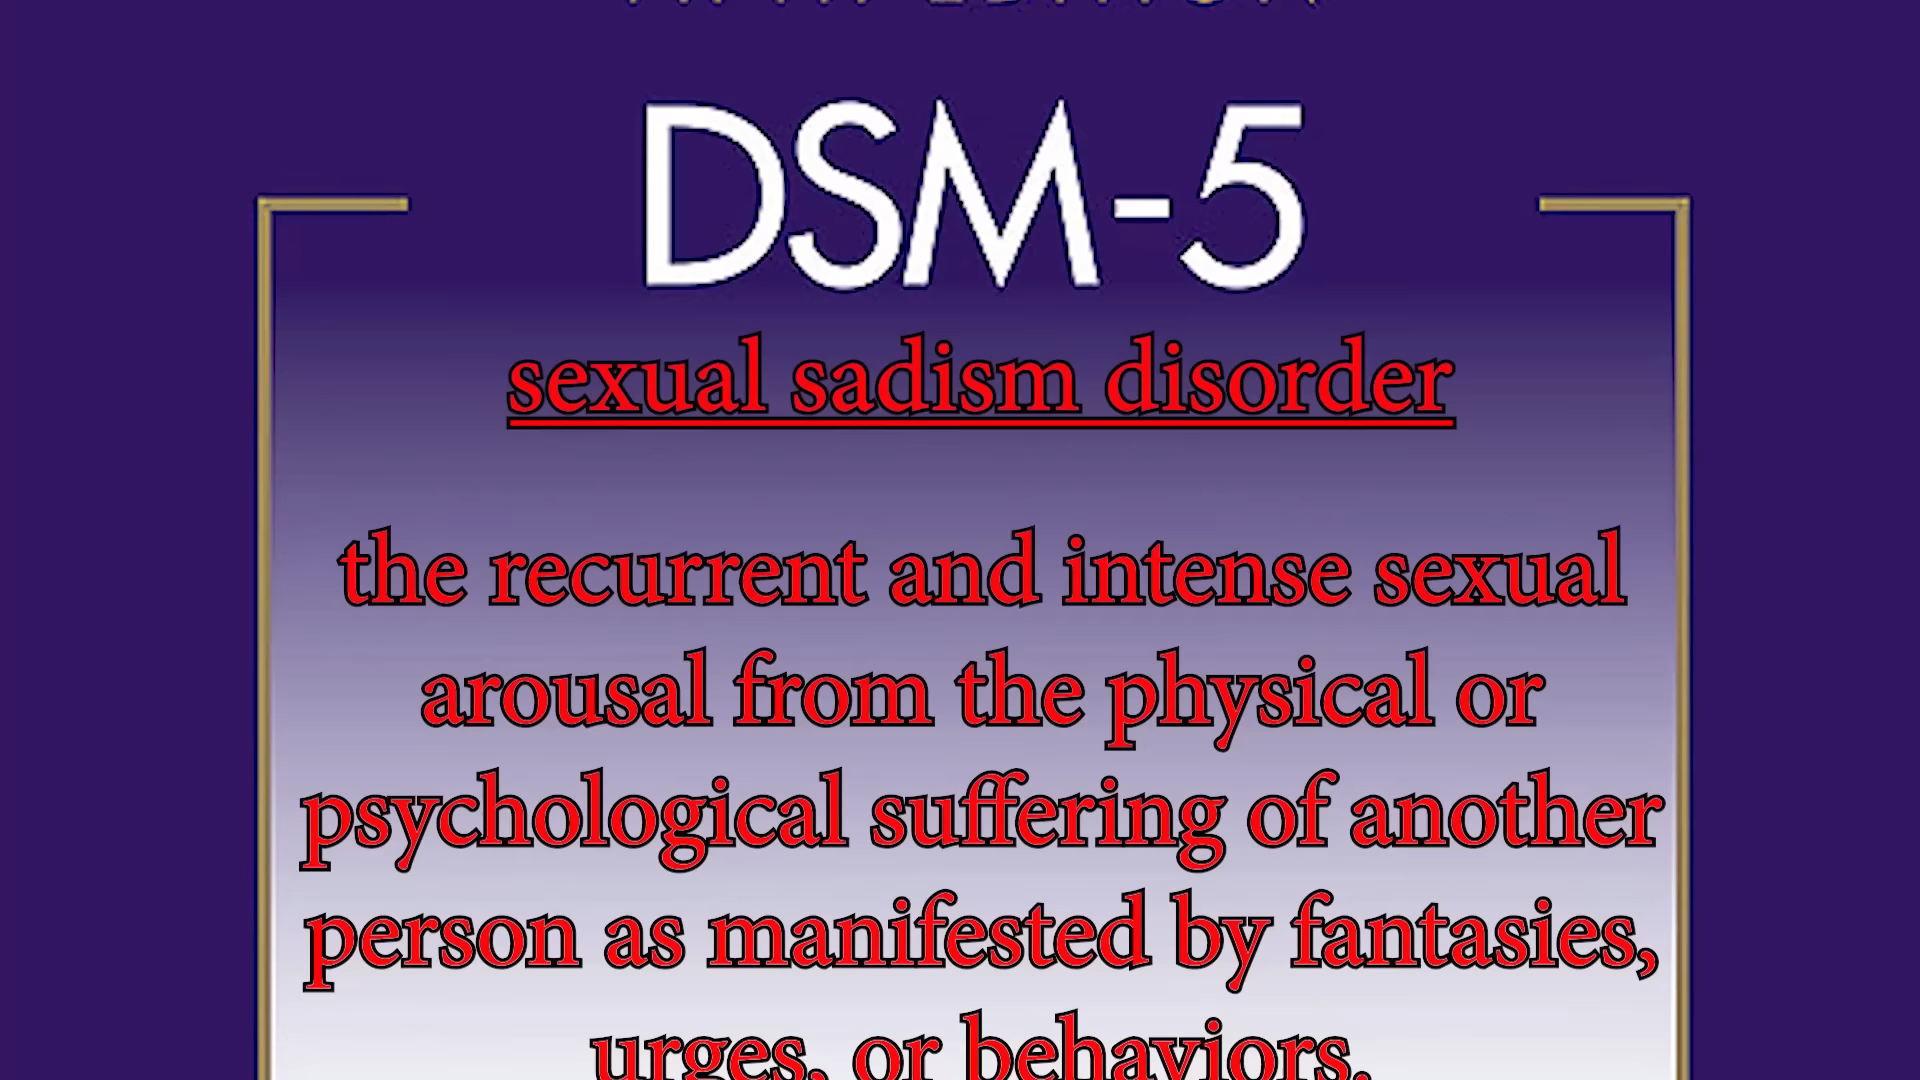 DSM-5
sexual sadism disorder
the recurrent and intense sexual
arousal from the physical or
psychological suffering of another
person as manifested by fantasies,
urges, or behaviors.